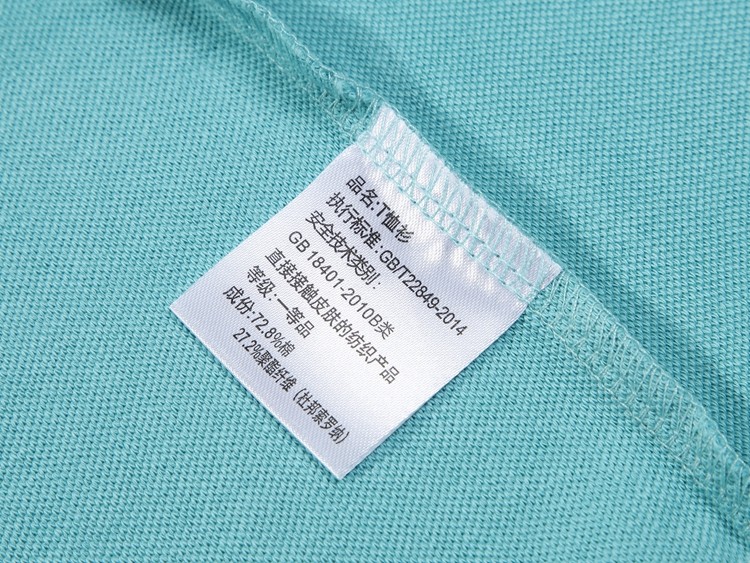 品名:T恤衫
执行标准:GB/T22849-2014
安全技术类别:
GB 18401-2010B类
直接接触皮肤的纺织产品
等级:一等品
成份:72.8%棉
27.2%聚酯纤维（杜邦索罗纳）